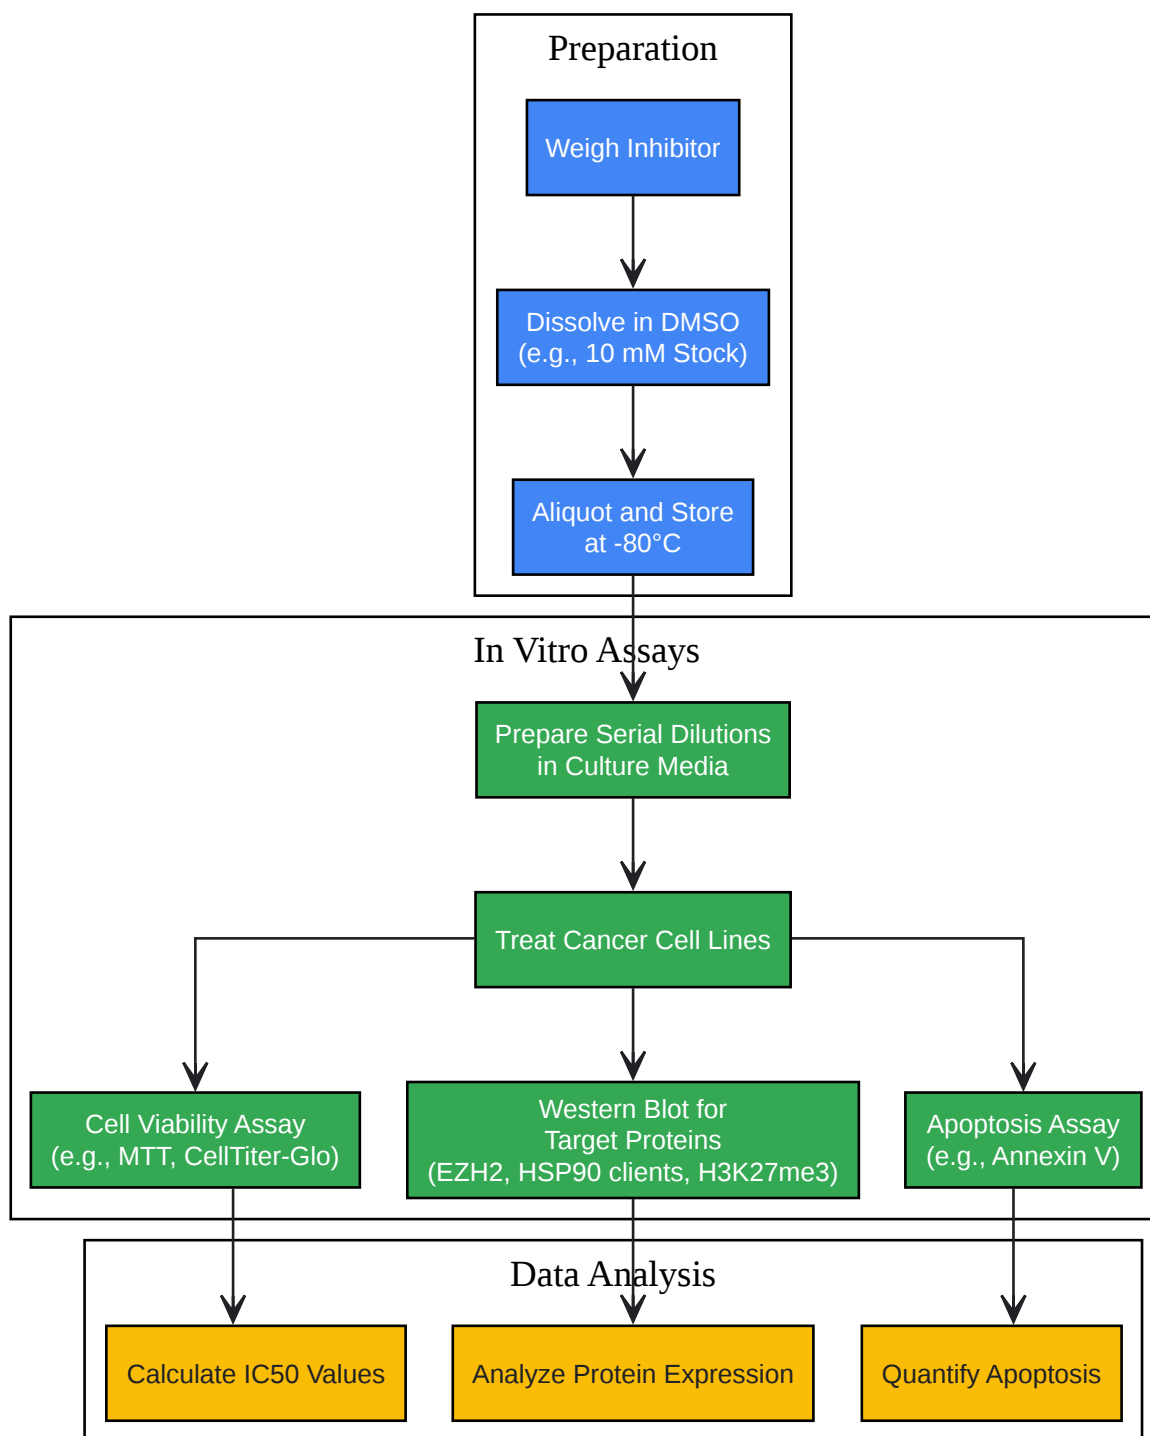 Preparation
Weigh Inhibitor
Dissolve in DMSO
(e.g., 10 mM Stock)
Aliquot and Store
at -80°C
In Vitro Assays
Prepare Serial Dilutions
in Culture Media
Treat Cancer Cell Lines
Cell Viability Assay
(e.g., MTT, CellTiter-Glo)
Western Blot for
Target Proteins
(EZH2, HSP90 clients, H3K27me3)
Apoptosis Assay
(e.g., Annexin V)
Data Analysis
Calculate IC50 Values
Analyze Protein Expression
Quantify Apoptosis